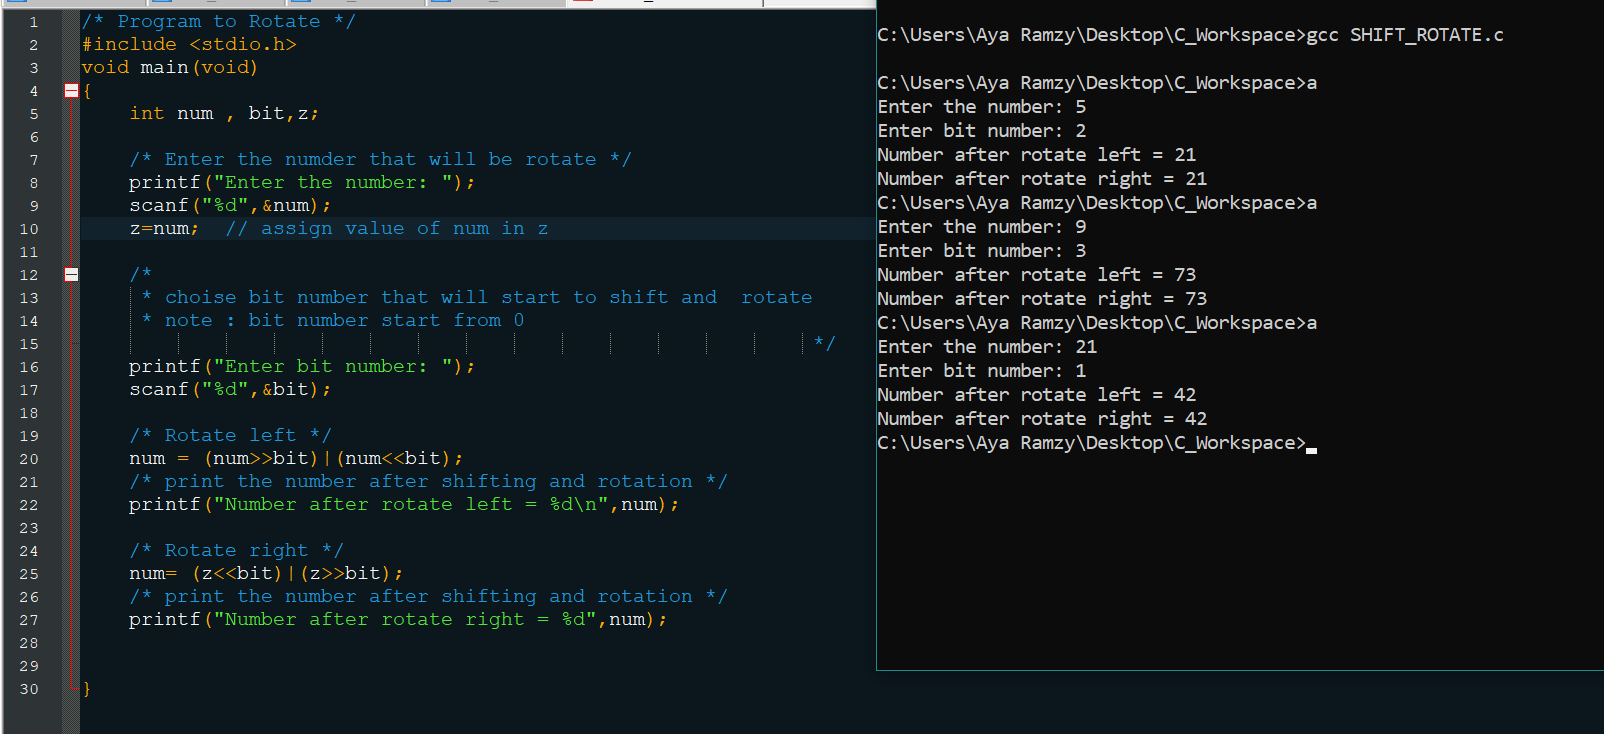 1 /* Program to Rotate */
2 #include <stdio.h>
3 void main(void)
4 {
5 int num , bit,z;
6
7 /* Enter the numder that will be rotate */
8 printf("Enter the number: ");
9 scanf("%d",&num);
10 z=num; // assign value of num in z
11
12 /*
13 * choise bit number that will start to shift and  rotate
14 * note : bit number start from 0
15 */
16 printf("Enter bit number: ");
17 scanf("%d",&bit);
18
19 /* Rotate left */
20 num = (num>>bit)|(num<<bit);
21 /* print the number after shifting and rotation */
22 printf("Number after rotate left = %d\n",num);
23
24 /* Rotate right */
25 num= (z<<bit)|(z>>bit);
26 /* print the number after shifting and rotation */
27 printf("Number after rotate right = %d",num);
28
29
30 }
C:\Users\Aya Ramzy\Desktop\C_Workspace>gcc SHIFT_ROTATE.c
C:\Users\Aya Ramzy\Desktop\C_Workspace>a
Enter the number: 5
Enter bit number: 2
Number after rotate left = 21
Number after rotate right = 21
C:\Users\Aya Ramzy\Desktop\C_Workspace>a
Enter the number: 9
Enter bit number: 3
Number after rotate left = 73
Number after rotate right = 73
C:\Users\Aya Ramzy\Desktop\C_Workspace>a
Enter the number: 21
Enter bit number: 1
Number after rotate left = 42
Number after rotate right = 42
C:\Users\Aya Ramzy\Desktop\C_Workspace>